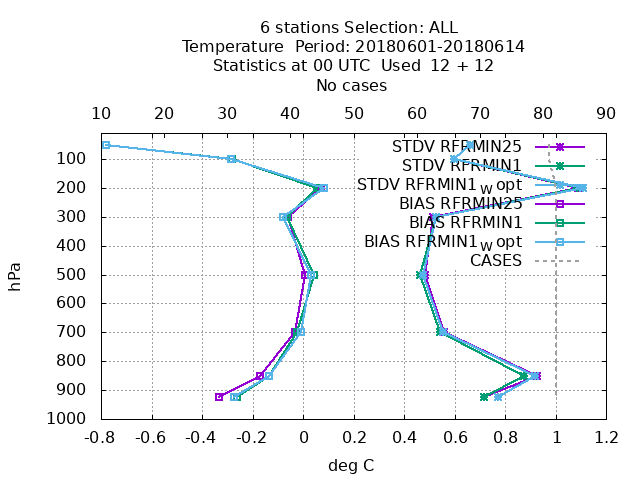 6 stations Selection: ALL
Temperature  Period: 20180601-20180614
Statistics at 00 UTC  Used  12 + 12
No cases
10 20 30 40 50 60 70 80 90
STDV RFRMIN25
STDV RFRMIN1
STDV RFRMIN1w opt
BIAS RFRMIN25
BIAS RFRMIN1
BIAS RFRMIN1w opt
CASES
hPa
100
200
300
400
500
600
700
800
900
1000
-0.8 -0.6 -0.4 -0.2 0 0.2 0.4 0.6 0.8 1 1.2
deg C